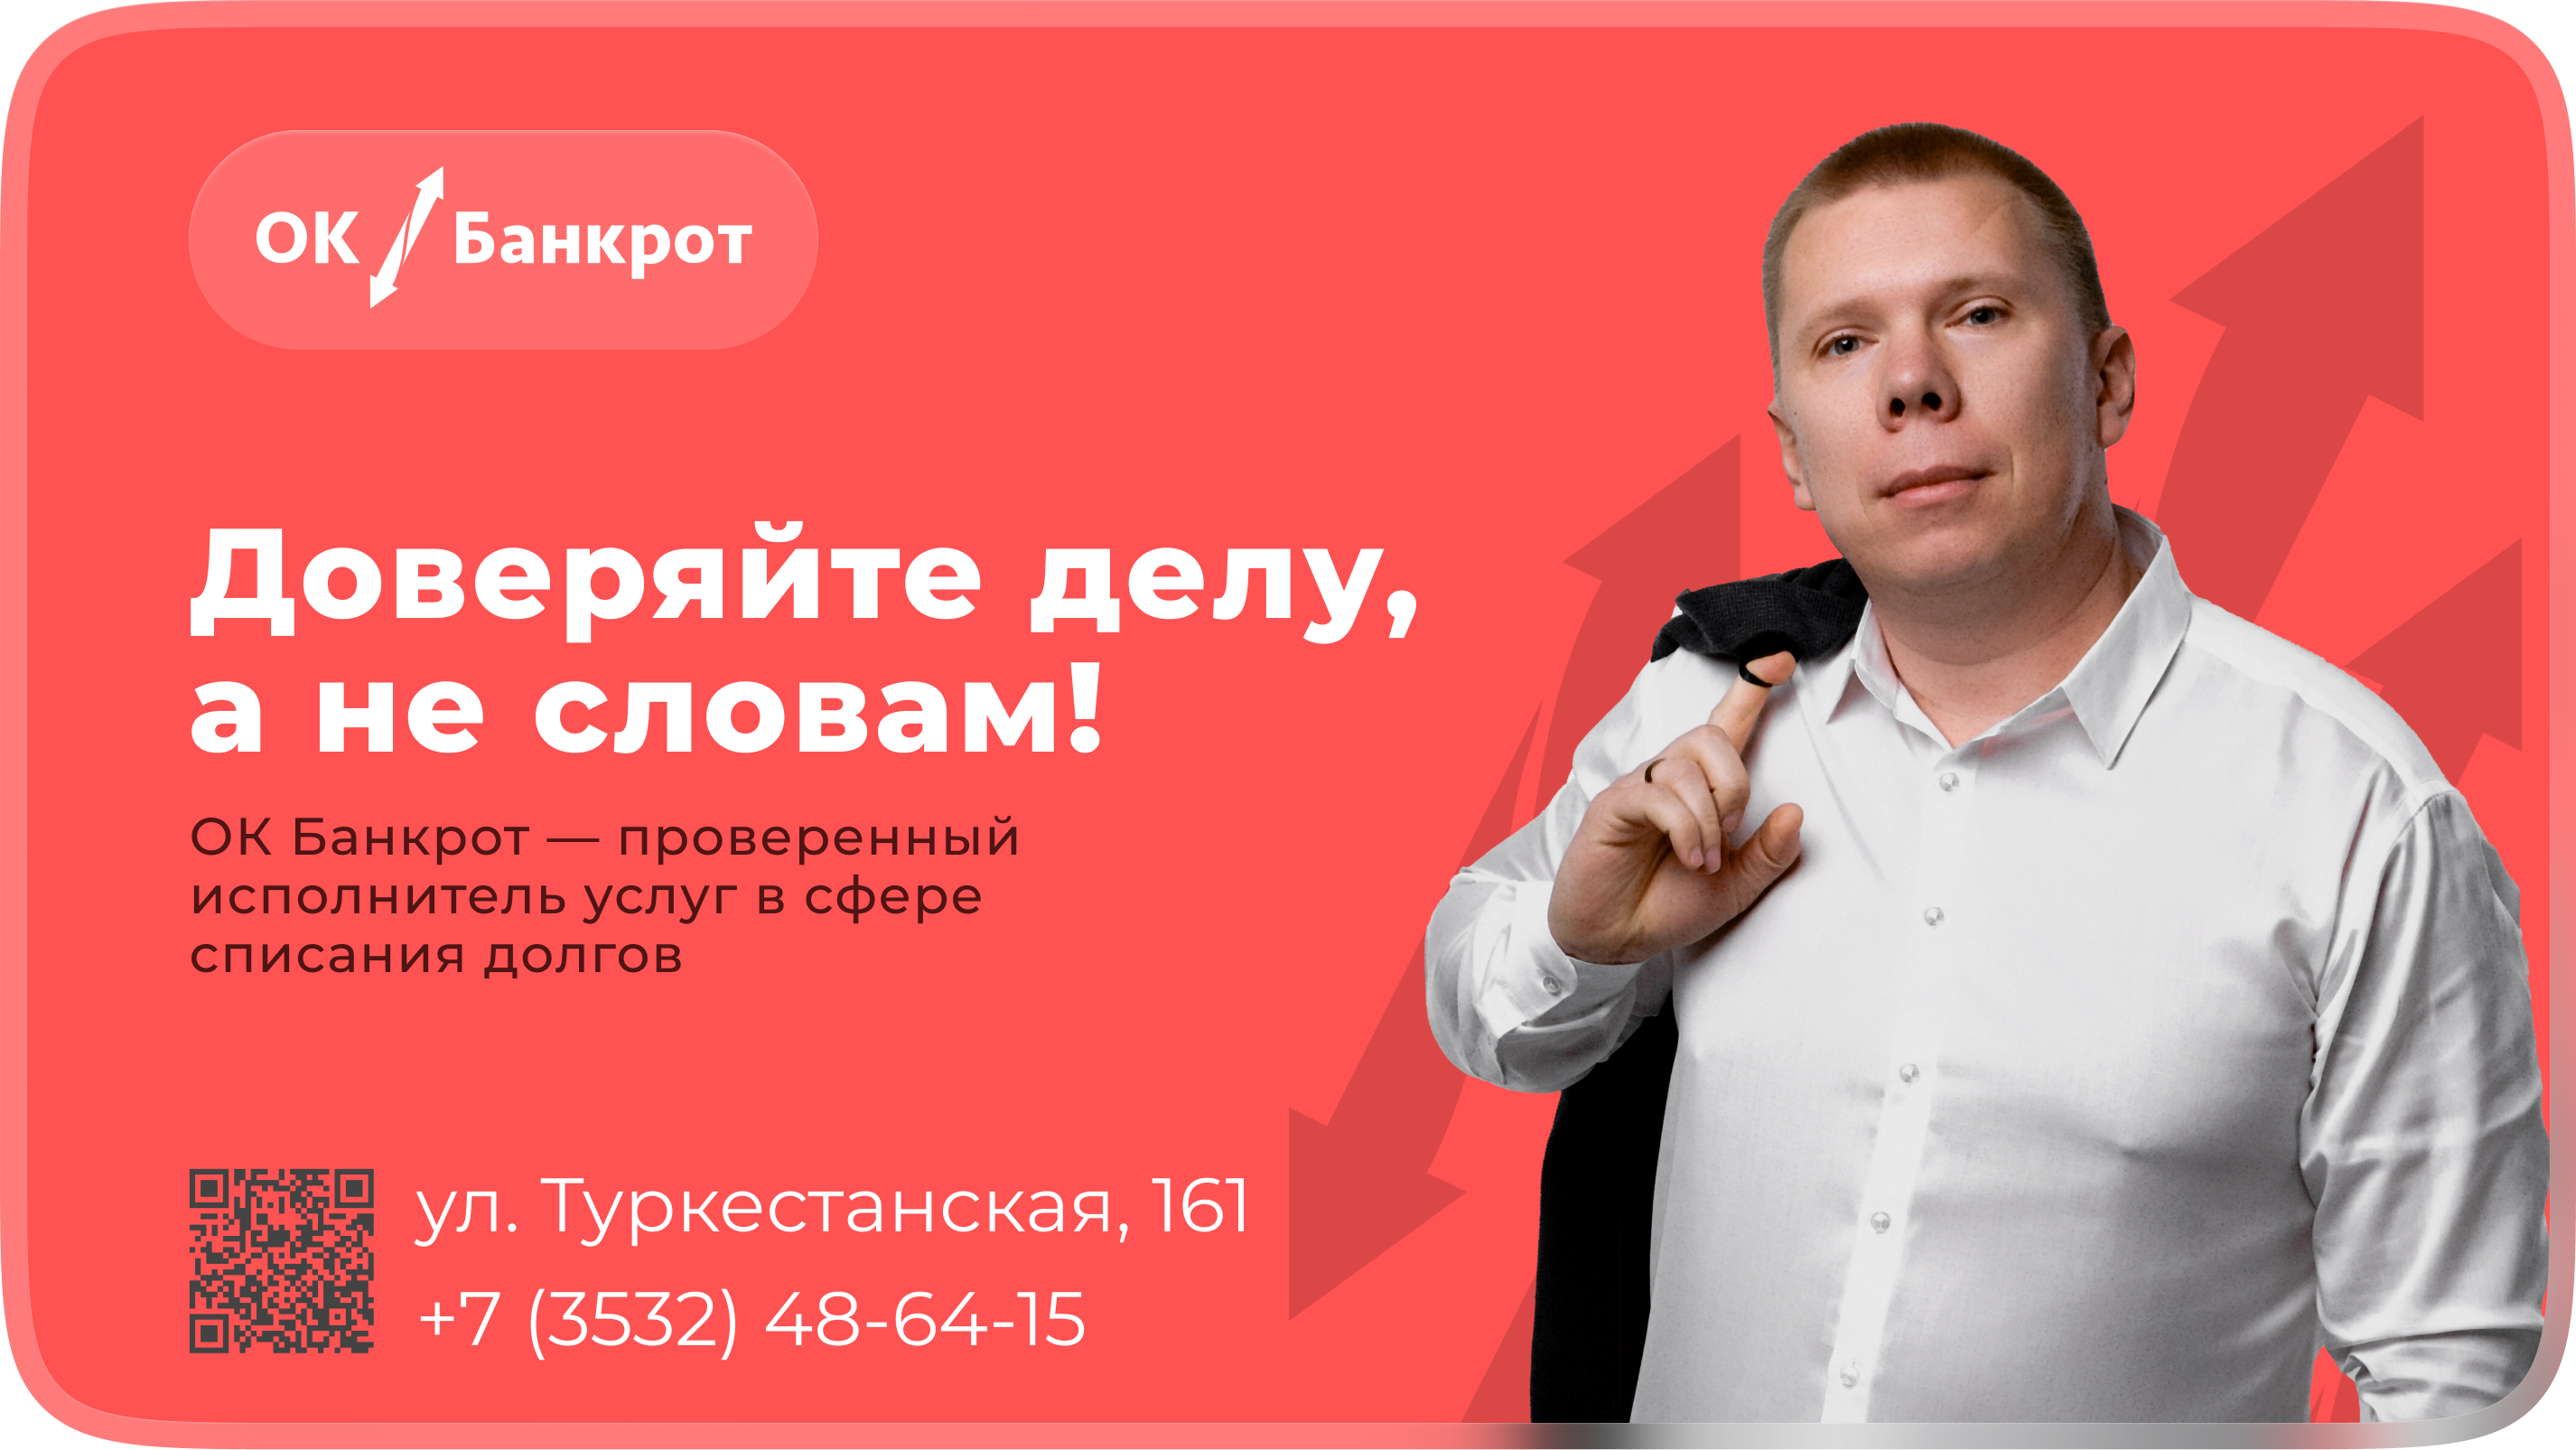 ОК Банкрот
Доверяйте делу,
а не словам!
ОК Банкрот — проверенный
исполнитель услуг в сфере
списания долгов
ул. Туркестанская, 161
+7 (3532) 48-64-15